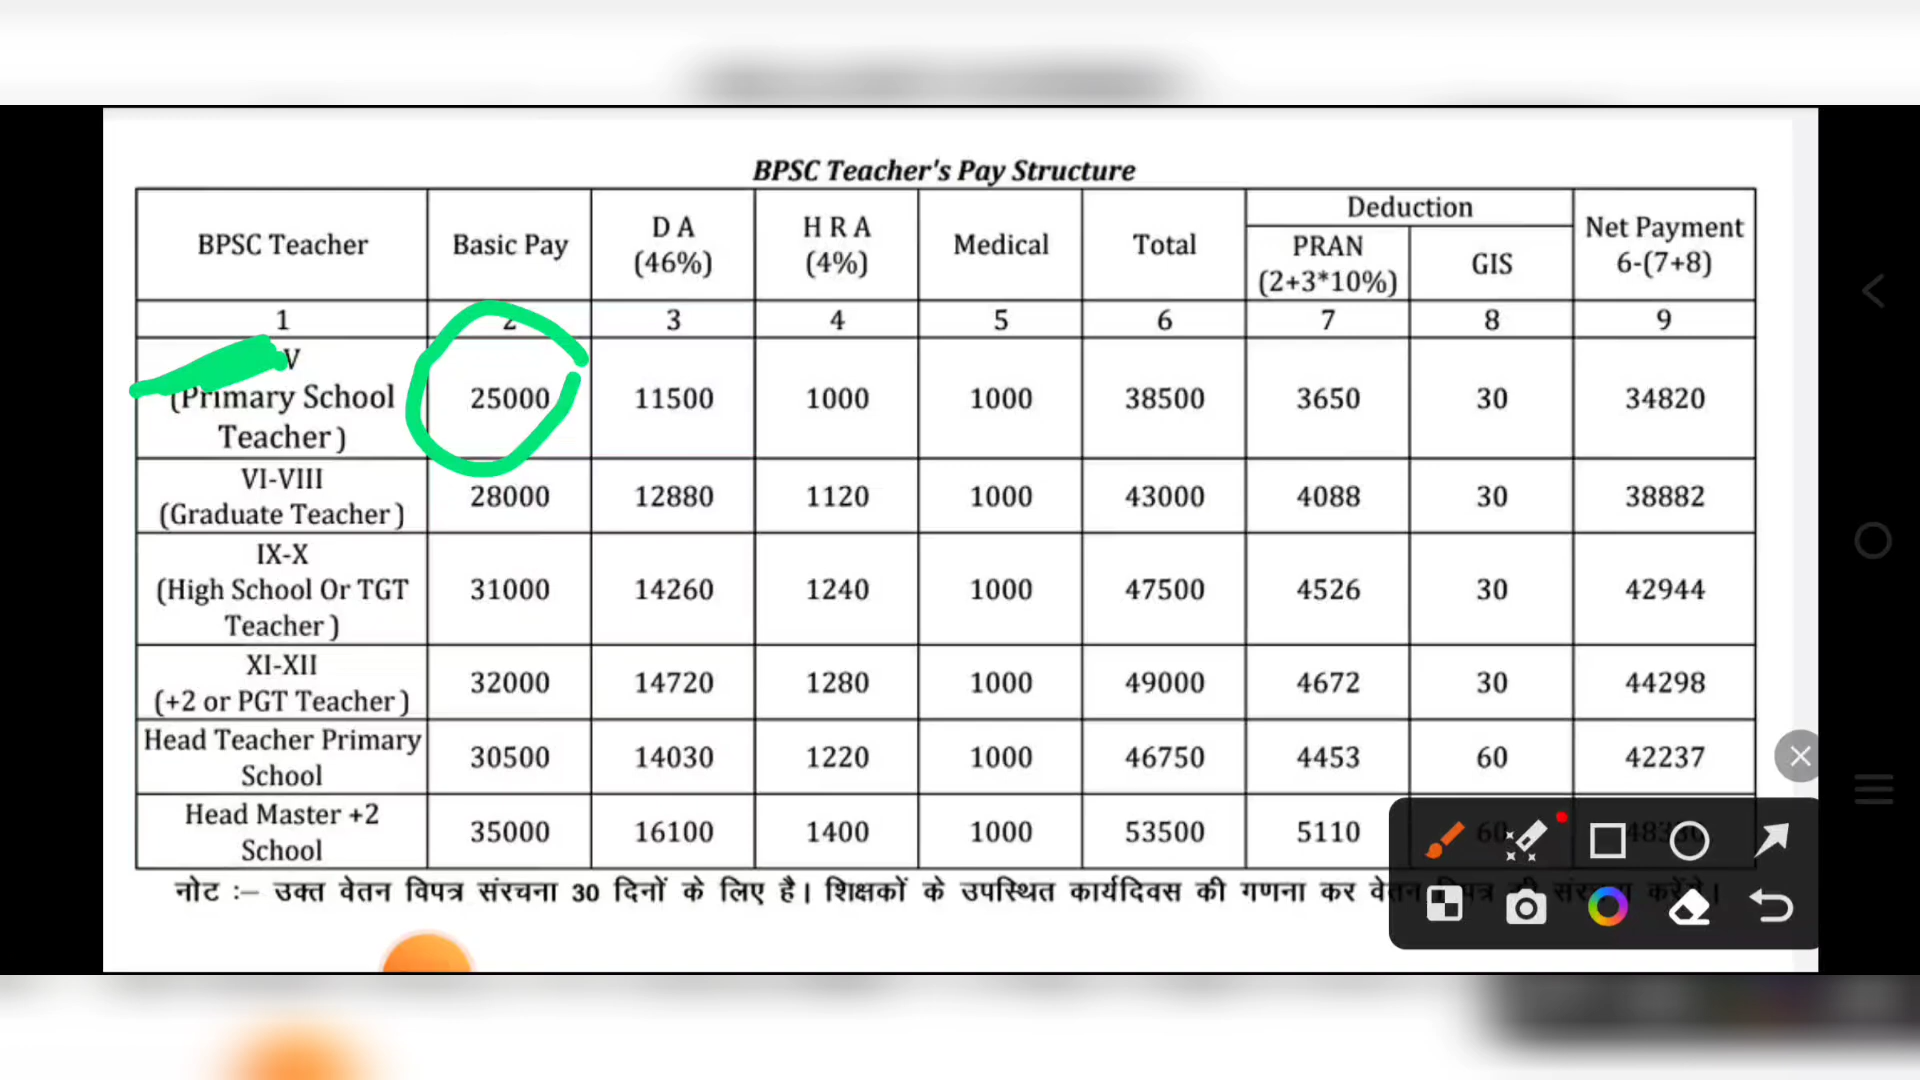 BPSC Teacher's Pay Structure
BPSC Teacher Basic Pay D A (46%) H R A (4%) Medical Total Deduction PRAN (2+3*10%) GIS Net Payment 6-(7+8)
1 2 3 4 5 6 7 8 9
V (Primary School Teacher) 25000 11500 1000 1000 38500 3650 30 34820
VI-VIII (Graduate Teacher) 28000 12880 1120 1000 43000 4088 30 38882
IX-X (High School Or TGT Teacher) 31000 14260 1240 1000 47500 4526 30 42944
XI-XII (+2 or PGT Teacher) 32000 14720 1280 1000 49000 4672 30 44298
Head Teacher Primary School 30500 14030 1220 1000 46750 4453 60 42237
Head Master +2 School 35000 16100 1400 1000 53500 5110 60
नोट :– उक्त वेतन विपत्र संरचना 30 दिनों के लिए है। शिक्षकों के उपस्थित कार्यदिवस की गणना कर वेतन विपत्र की संरचना करेंगे।